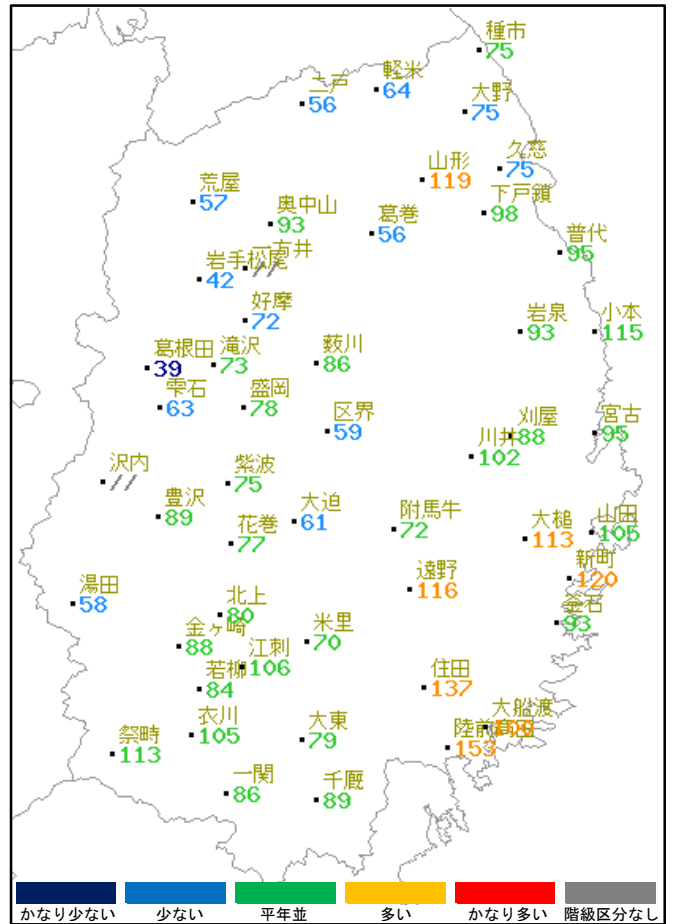 種市
75
軽米
64
二戸
56
大野
75
久慈
75
山形
119
荒屋
57
下戸鎖
98
奥中山
93
葛巻
56
普代
95
一方井
//
岩手松尾
42
好摩
72
岩泉
93
小本
115
葛根田
39
滝沢
73
薮川
86
雫石
63
盛岡
78
区界
59
刈屋
88
宮古
95
川井
102
沢内
//
紫波
75
豊沢
89
大迫
61
附馬牛
72
花巻
77
大槌
113
山田
105
新町
120
遠野
116
湯田
58
釜石
93
北上
80
金ヶ崎
88
米里
70
江刺
106
若柳
84
住田
137
衣川
105
大船渡
陸前高田
153
大東
79
祭畤
113
一関
86
千厩
89
かなり少ない 少ない 平年並 多い かなり多い 階級区分なし